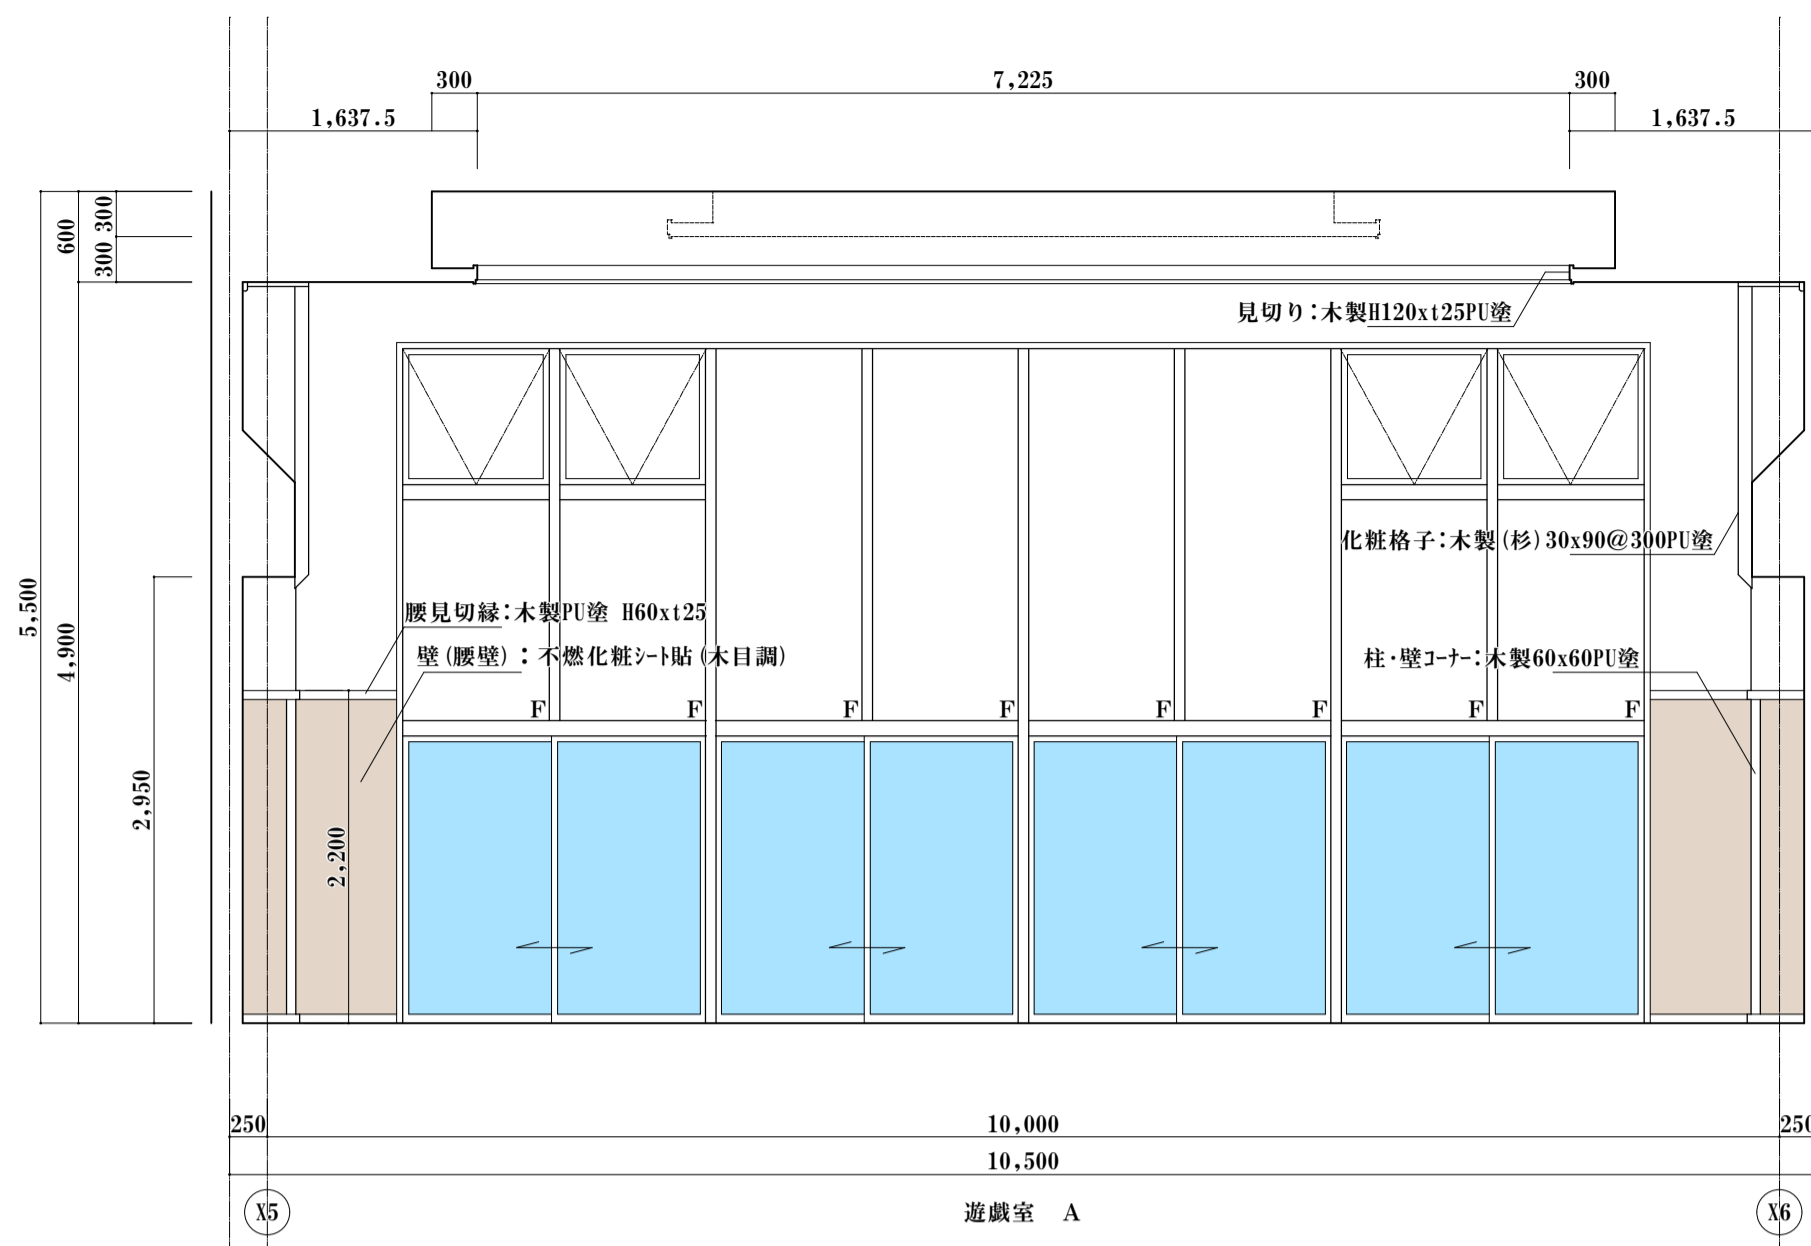 300
7,225
300
1,637.5
1,637.5
5,500
4,900
600
300
300
2,950
2,200
見切り:木製H120xt25PU塗
化粧格子:木製(杉)30x90@300PU塗
腰見切縁:木製PU塗 H60xt25
壁(腰壁):不燃化粧ｼｰﾄ貼(木目調)
柱・壁ｺｰﾅｰ:木製60x60PU塗
F F F F F F F F
250
10,000
250
10,500
X5
遊戯室 A
X6